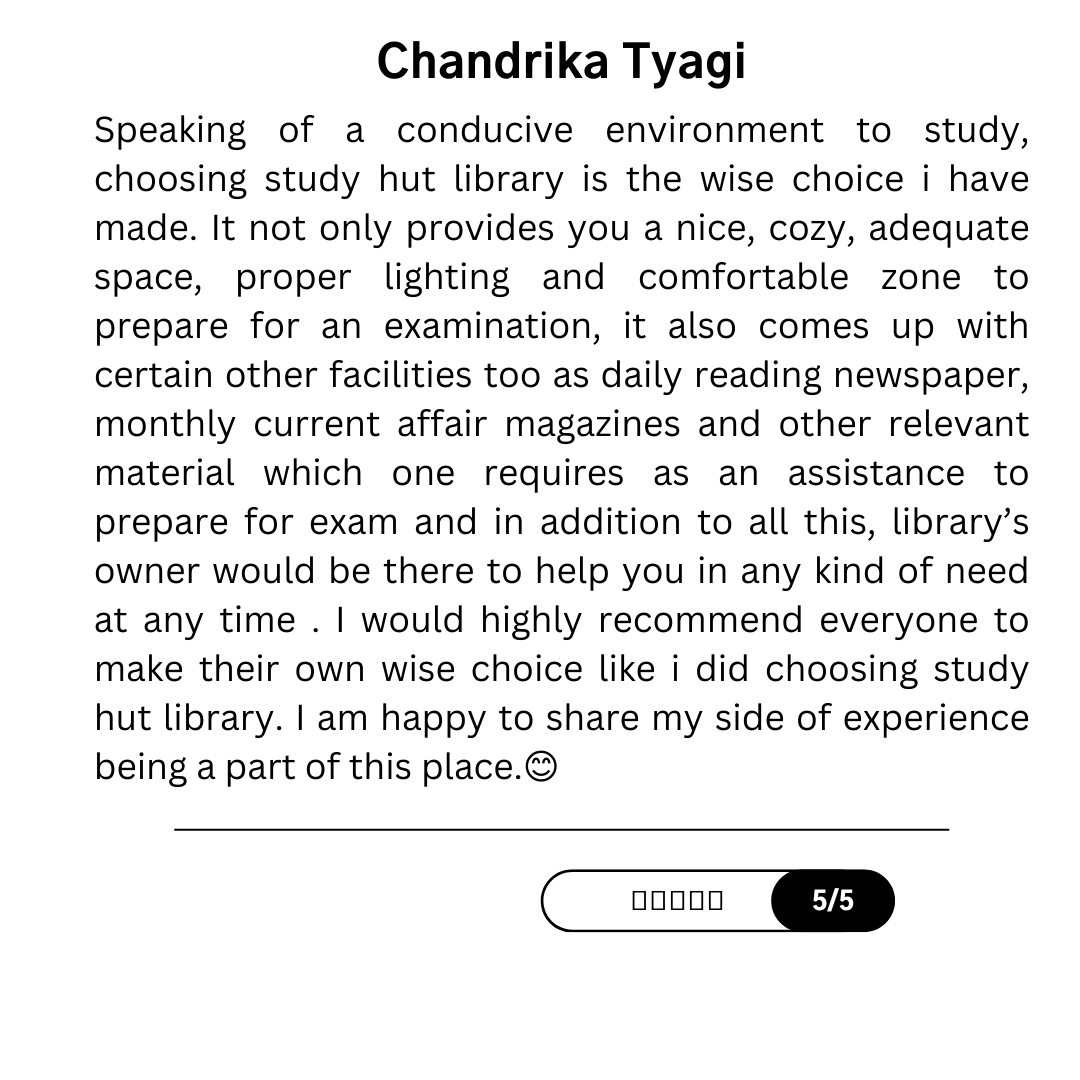 Chandrika Tyagi
Speaking of a conducive environment to study,
choosing study hut library is the wise choice i have
made. It not only provides you a nice, cozy, adequate
space, proper lighting and comfortable zone to
prepare for an examination, it also comes up with
certain other facilities too as daily reading newspaper,
monthly current affair magazines and other relevant
material which one requires as an assistance to
prepare for exam and in addition to all this, library’s
owner would be there to help you in any kind of need
at any time . I would highly recommend everyone to
make their own wise choice like i did choosing study
hut library. I am happy to share my side of experience
being a part of this place.😊
5/5